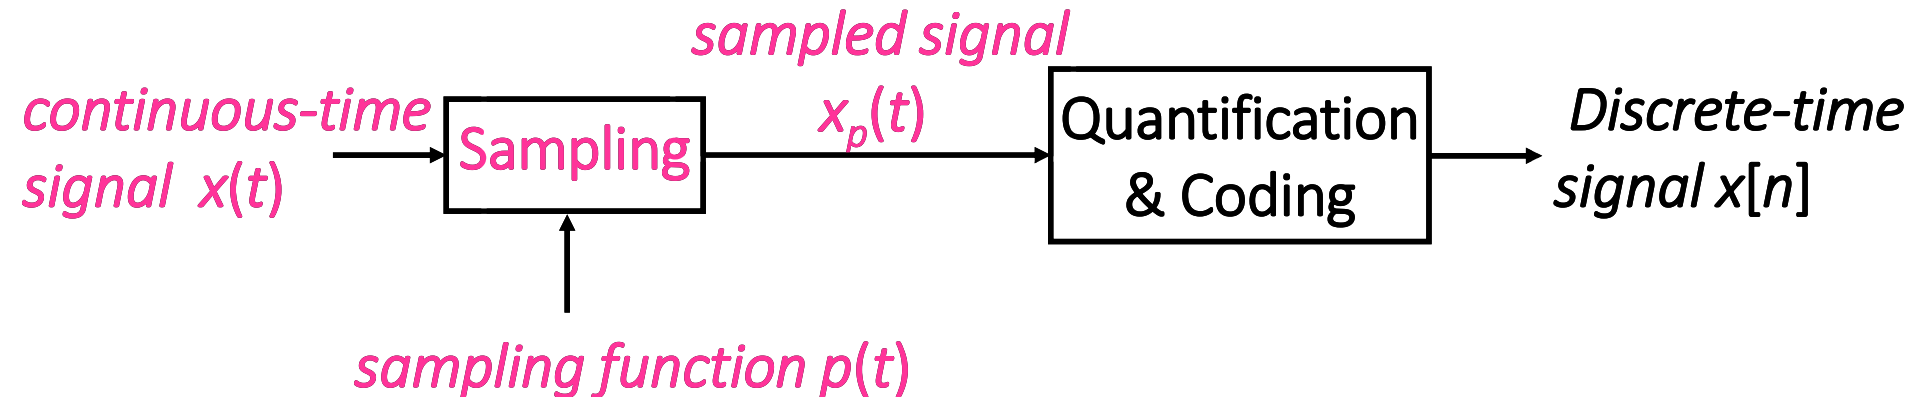 sampled signal
x_p(t)
continuous-time
signal x(t)
Sampling
Quantification
& Coding
Discrete-time
signal x[n]
sampling function p(t)